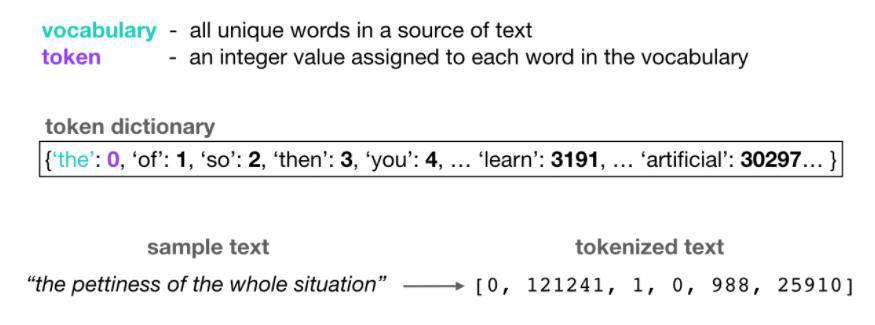 vocabulary - all unique words in a source of text
token - an integer value assigned to each word in the vocabulary
token dictionary
{‘the’: 0, ‘of’: 1, ‘so’: 2, ‘then’: 3, ‘you’: 4, … ‘learn’: 3191, … ‘artificial’: 30297… }
sample text tokenized text
“the pettiness of the whole situation” [0, 121241, 1, 0, 988, 25910]